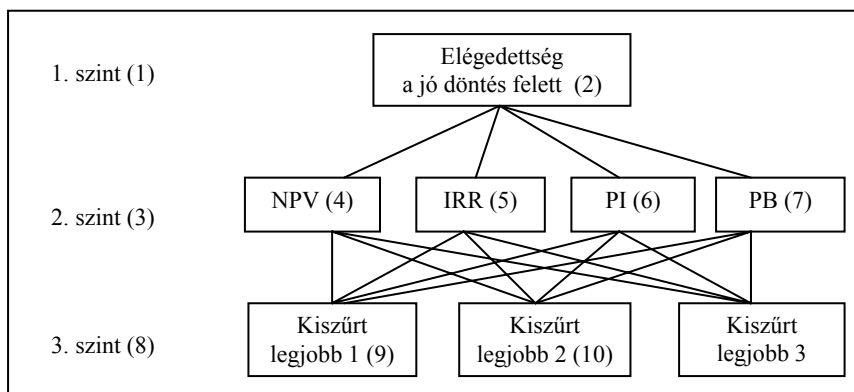 1. szint (1)
Elégedettség
a jó döntés felett (2)
2. szint (3)
NPV (4)
IRR (5)
PI (6)
PB (7)
3. szint (8)
Kiszűrt
legjobb 1 (9)
Kiszűrt
legjobb 2 (10)
Kiszűrt
legjobb 3